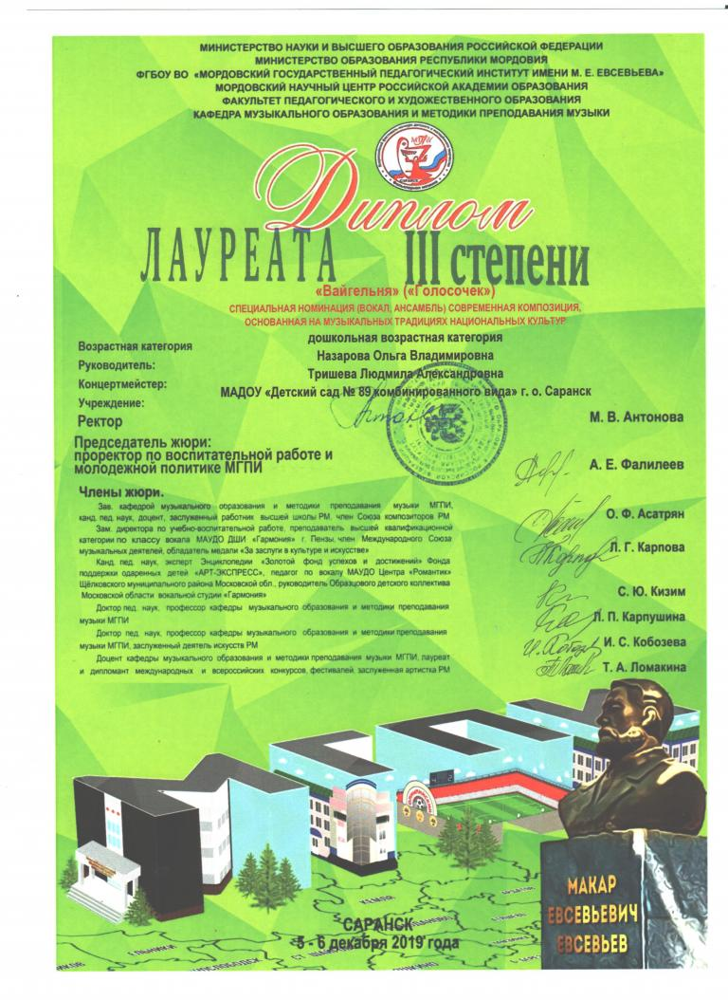 МИНИСТЕРСТВО НАУКИ И ВЫСШЕГО ОБРАЗОВАНИЯ РОССИЙСКОЙ ФЕДЕРАЦИИ
МИНИСТЕРСТВО ОБРАЗОВАНИЯ РЕСПУБЛИКИ МОРДОВИЯ
ФГБОУ ВО «МОРДОВСКИЙ ГОСУДАРСТВЕННЫЙ ПЕДАГОГИЧЕСКИЙ ИНСТИТУТ ИМЕНИ М. Е. ЕВСЕВЬЕВА»
МОРДОВСКИЙ НАУЧНЫЙ ЦЕНТР РОССИЙСКОЙ АКАДЕМИИ ОБРАЗОВАНИЯ
ФАКУЛЬТЕТ ПЕДАГОГИЧЕСКОГО И ХУДОЖЕСТВЕННОГО ОБРАЗОВАНИЯ
КАФЕДРА МУЗЫКАЛЬНОГО ОБРАЗОВАНИЯ И МЕТОДИКИ ПРЕПОДАВАНИЯ МУЗЫКИ
Диплом
ЛАУРЕАТА III степени
«Вайгельня» («Голосочек»)
СПЕЦИАЛЬНАЯ НОМИНАЦИЯ (ВОКАЛ, АНСАМБЛЬ) СОВРЕМЕННАЯ КОМПОЗИЦИЯ,
ОСНОВАННАЯ НА МУЗЫКАЛЬНЫХ ТРАДИЦИЯХ НАЦИОНАЛЬНЫХ КУЛЬТУР
Возрастная категория дошкольная возрастная категория
Руководитель: Назарова Ольга Владимировна
Концертмейстер: Тришева Людмила Александровна
Учреждение: МАДОУ «Детский сад № 89 комбинированного вида» г. о. Саранск
Ректор М. В. Антонова
Председатель жюри:
проректор по воспитательной работе и
молодежной политике МГПИ А. Е. Фалилеев
Члены жюри.
Зав. кафедрой музыкального образования и методики преподавания музыки МГПИ,
канд. пед. наук, доцент, заслуженный работник высшей школы РМ, член Союза композиторов РМ
О. Ф. Асатрян
Зам. директора по учебно-воспитательной работе, преподаватель высшей квалификационной
категории по классу вокала МАУДО ДШИ «Гармония» г. Пензы, член Международного Союза
музыкальных деятелей, обладатель медали «За заслуги в культуре и искусстве»
Л. Г. Карпова
Канд. пед. наук, эксперт Энциклопедии «Золотой фонд успехов и достижений» Фонда
поддержки одаренных детей «АРТ-ЭКСПРЕСС», педагог по вокалу МАУДО Центра «Романтик»
Щёлковского муниципального района Московской обл., руководитель Образцового детского коллектива
Московской области вокальной студии «Гармония»
С. Ю. Кизим
Доктор пед. наук, профессор кафедры музыкального образования и методики преподавания
музыки МГПИ
Л. П. Карпушина
Доктор пед. наук, профессор кафедры музыкального образования и методики преподавания
музыки МГПИ, заслуженный деятель искусств РМ
И. С. Кобозева
Доцент кафедры музыкального образования и методики преподавания музыки МГПИ, лауреат
и дипломант международных и всероссийских конкурсов, фестивалей, заслуженная артистка РМ
Т. А. Ломакина
МАКАР
ЕВСЕВЬЕВИЧ
ЕВСЕВЬЕВ
САРАНСК
5 - 6 декабря 2019 года